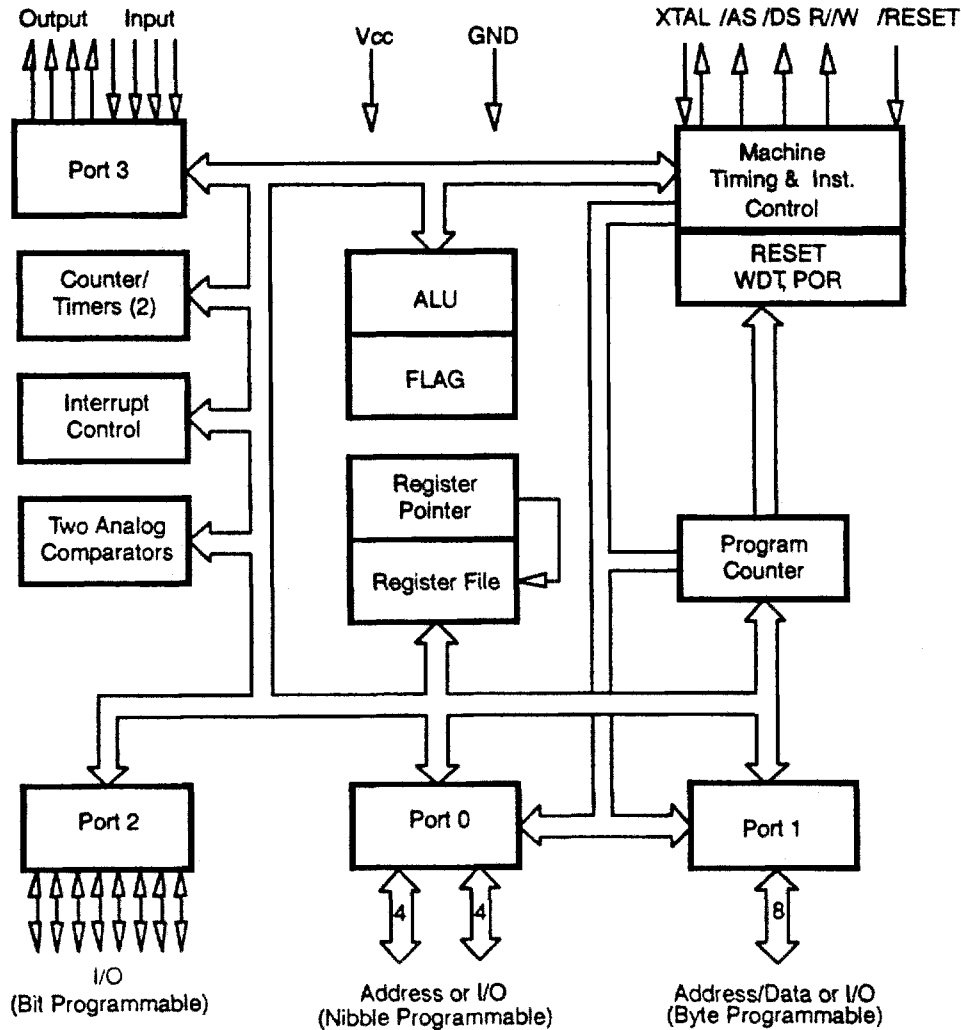 Output Input
Vcc
GND
XTAL /AS /DS R//W /RESET
Port 3
Machine
Timing & Inst.
Control
RESET
WDT, POR
Counter/
Timers (2)
ALU
FLAG
Interrupt
Control
Register
Pointer
Register File
Two Analog
Comparators
Program
Counter
Port 2
Port 0
Port 1
4
4
8
I/O
(Bit Programmable)
Address or I/O
(Nibble Programmable)
Address/Data or I/O
(Byte Programmable)